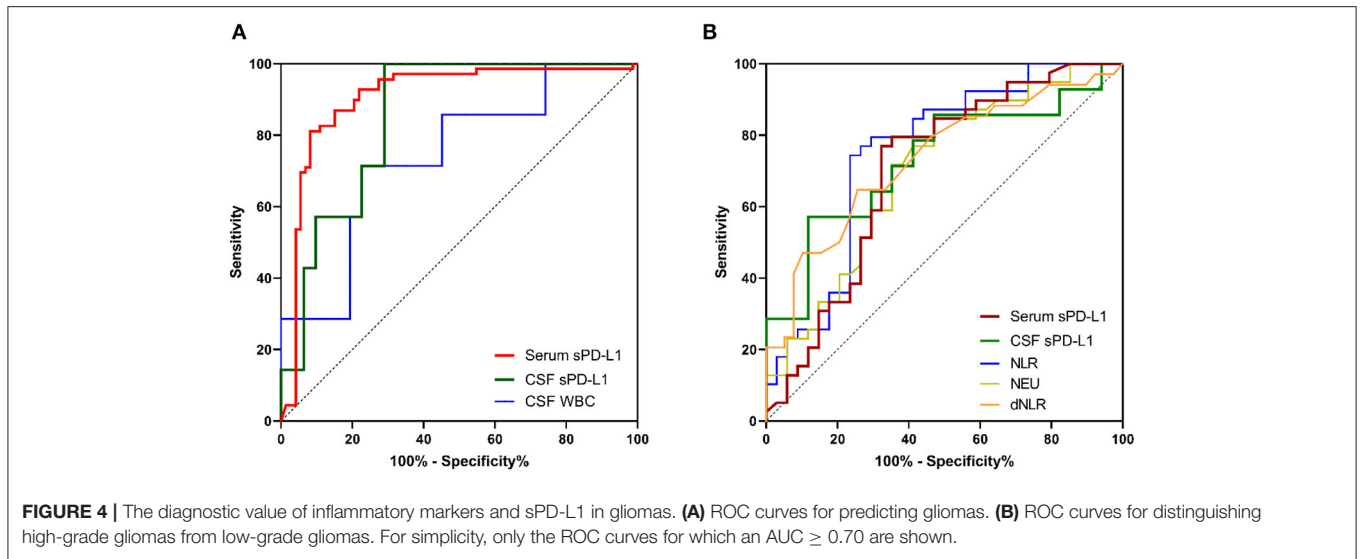 A
100
80
60
40
20
0
Sensitivity
0 20 40 60 80 100
100% - Specificity%
Serum sPD-L1
CSF sPD-L1
CSF WBC
B
100
80
60
40
20
0
Sensitivity
0 20 40 60 80 100
100% - Specificity%
Serum sPD-L1
CSF sPD-L1
NLR
NEU
dNLR
FIGURE 4 | The diagnostic value of inflammatory markers and sPD-L1 in gliomas. (A) ROC curves for predicting gliomas. (B) ROC curves for distinguishing
high-grade gliomas from low-grade gliomas. For simplicity, only the ROC curves for which an AUC ≥ 0.70 are shown.